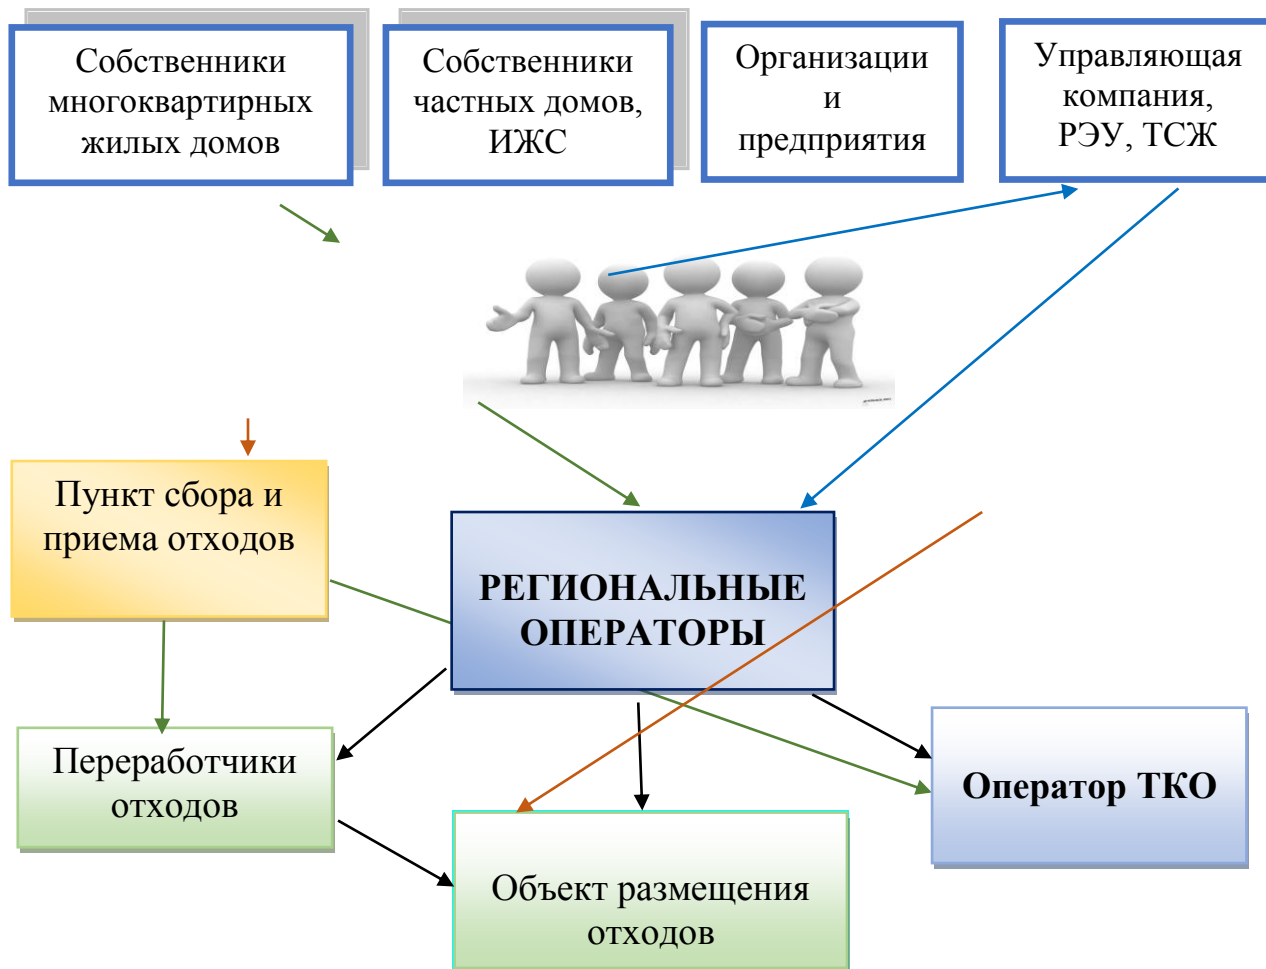 Собственники
многоквартирных
жилых домов
Собственники
частных домов,
ИЖС
Организации
и
предприятия
Управляющая
компания,
РЭУ, ТСЖ
Пункт сбора и
приема отходов
РЕГИОНАЛЬНЫЕ
ОПЕРАТОРЫ
Переработчики
отходов
Оператор ТКО
Объект размещения
отходов